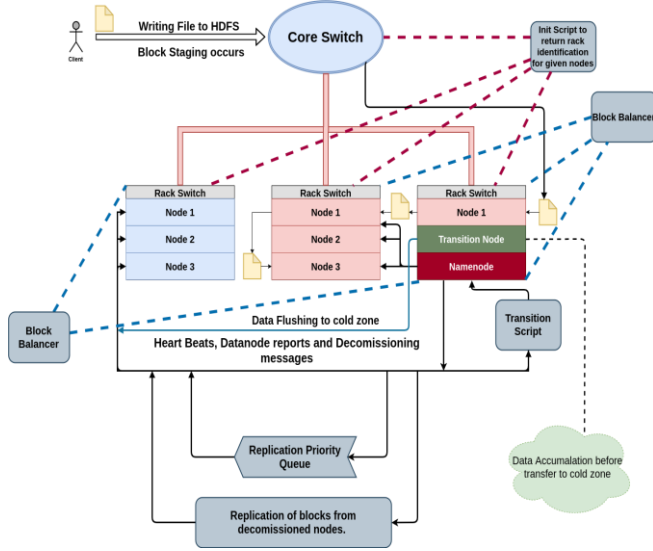 Writing File to HDFS
Block Staging occurs
Client
Core Switch
Init Script to
return rack
identification
for given nodes
Block Balancer
Rack Switch
Node 1
Node 2
Node 3
Rack Switch
Node 1
Node 2
Node 3
Rack Switch
Node 1
Transition Node
Namenode
Block
Balancer
Data Flushing to cold zone
Heart Beats, Datanode reports and Decomissioning
messages
Transition
Script
Replication Priority
Queue
Data Accumalation before
transfer to cold zone
Replication of blocks from
decomissioned nodes.